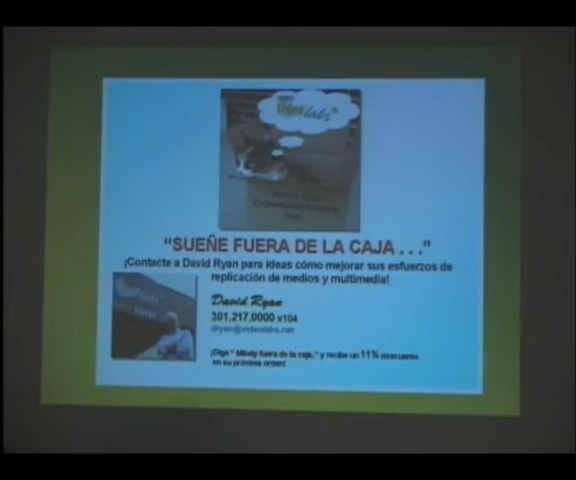 labs
"SUEÑE FUERA DE LA CAJA . . ."
¡Contacte a David Ryan para ideas cómo mejorar sus esfuerzos de
replicación de medios y multimedia!
David Ryan
301.217.0000 x104
dryan@videolabs.net
¡Diga " Mindy fuera de la caja," y recibe un 11% descuento
en su próxima orden!